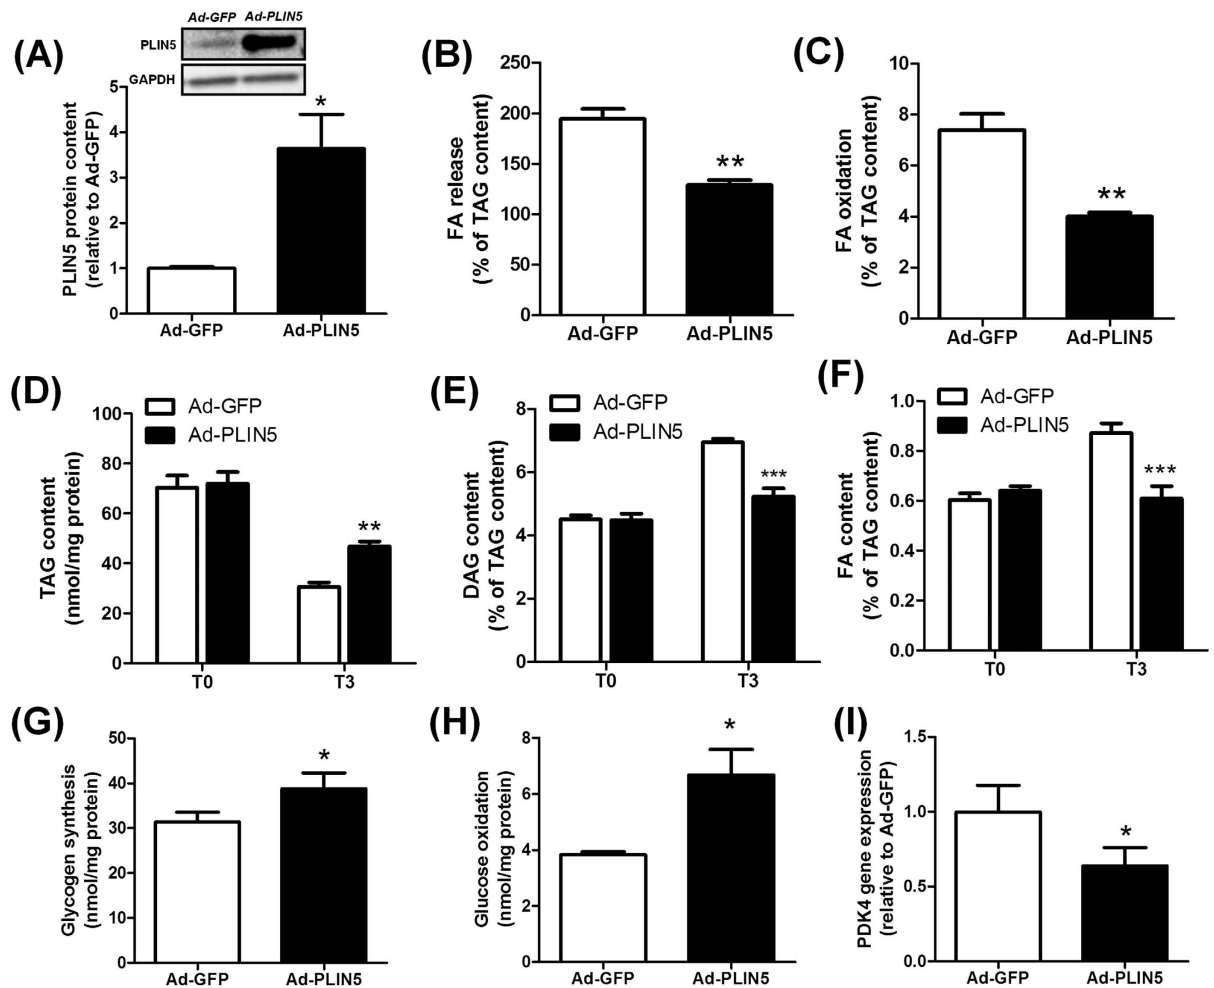 (A)
Ad-GFP Ad-PLIN5
PLIN5
GAPDH
PLIN5 protein content
(relative to Ad-GFP)
5
4
3
2
1
0
*
Ad-GFP Ad-PLIN5
(B)
FA release
(% of TAG content)
250
200
150
100
50
0
**
Ad-GFP Ad-PLIN5
(C)
FA oxidation
(% of TAG content)
10
8
6
4
2
0
**
Ad-GFP Ad-PLIN5
(D)
Ad-GFP
Ad-PLIN5
TAG content
(nmol/mg protein)
100
80
60
40
20
0
**
T0 T3
(E)
Ad-GFP
Ad-PLIN5
DAG content
(% of TAG content)
8
6
4
2
0
***
T0 T3
(F)
Ad-GFP
Ad-PLIN5
FA content
(% of TAG content)
1.0
0.8
0.6
0.4
0.2
0.0
***
T0 T3
(G)
Glycogen synthesis
(nmol/mg protein)
50
40
30
20
10
0
*
Ad-GFP Ad-PLIN5
(H)
Glucose oxidation
(nmol/mg protein)
8
6
4
2
0
*
Ad-GFP Ad-PLIN5
(I)
PDK4 gene expression
(relative to Ad-GFP)
1.5
1.0
0.5
0.0
*
Ad-GFP Ad-PLIN5